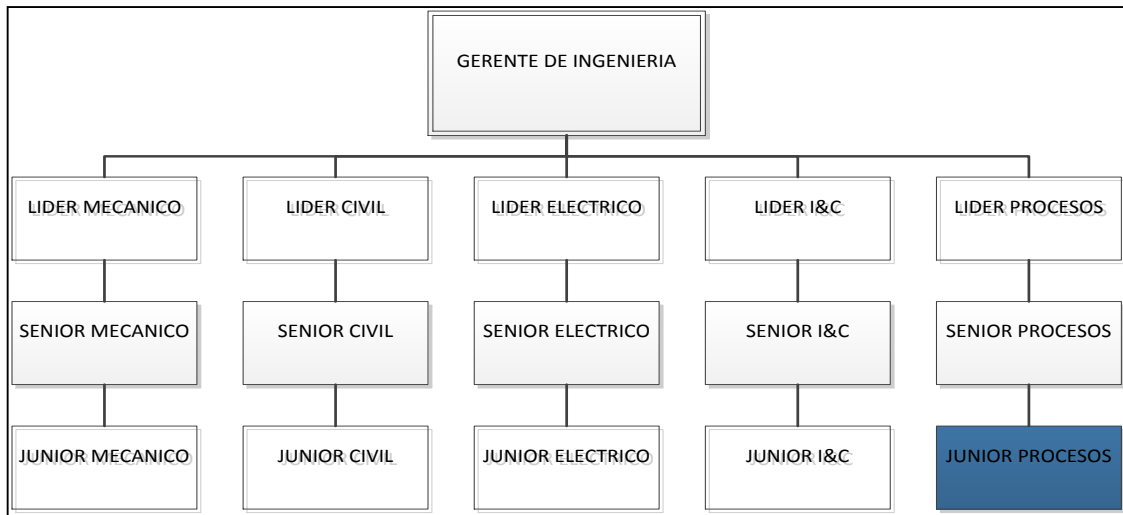 GERENTE DE INGENIERIA
LIDER MECANICO
LIDER CIVIL
LIDER ELECTRICO
LIDER I&C
LIDER PROCESOS
SENIOR MECANICO
SENIOR CIVIL
SENIOR ELECTRICO
SENIOR I&C
SENIOR PROCESOS
JUNIOR MECANICO
JUNIOR CIVIL
JUNIOR ELECTRICO
JUNIOR I&C
JUNIOR PROCESOS